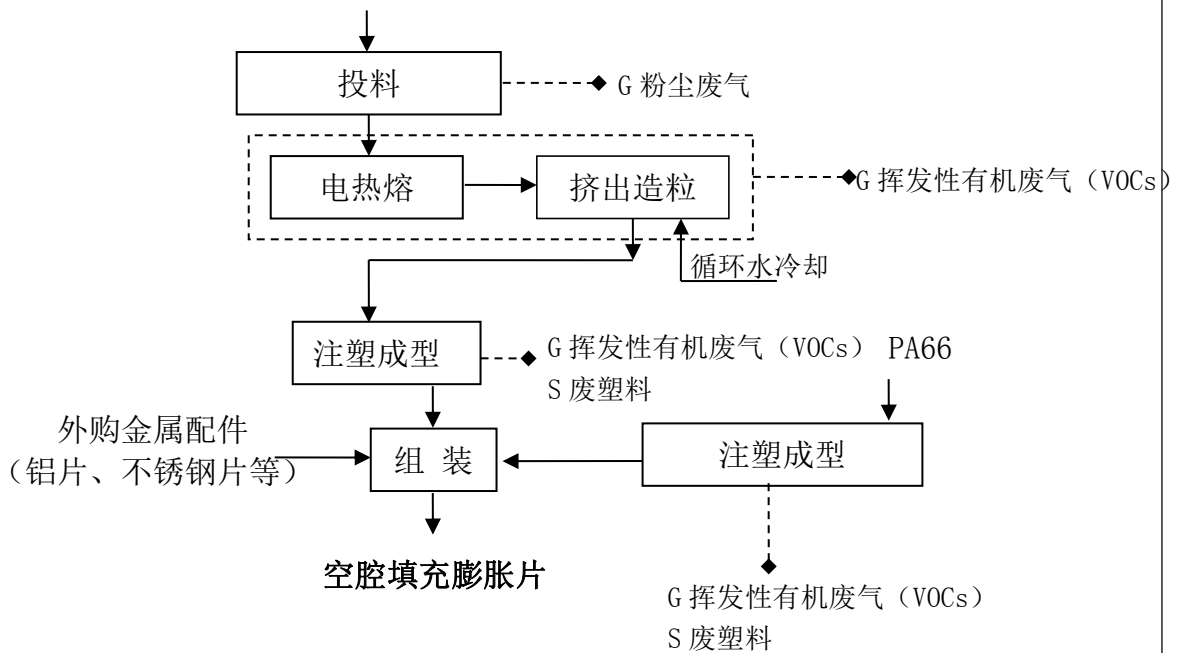 投料
G 粉尘废气
电热熔
挤出造粒
G 挥发性有机废气（VOCs）
循环水冷却
注塑成型
G 挥发性有机废气（VOCs）
S 废塑料
PA66
外购金属配件
（铝片、不锈钢片等）
组 装
注塑成型
空腔填充膨胀片
G 挥发性有机废气（VOCs）
S 废塑料